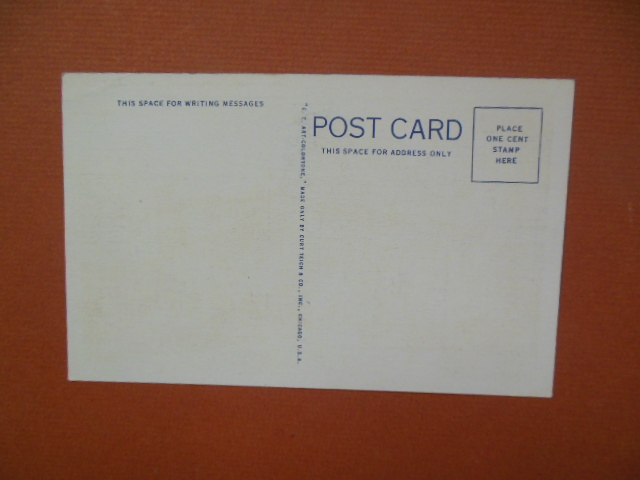 THIS SPACE FOR WRITING MESSAGES
"C. T. ART-COLORTONE," MADE ONLY BY CURT TEICH & CO., INC., CHICAGO, U.S.A.
POST CARD
THIS SPACE FOR ADDRESS ONLY
PLACE
ONE CENT
STAMP
HERE